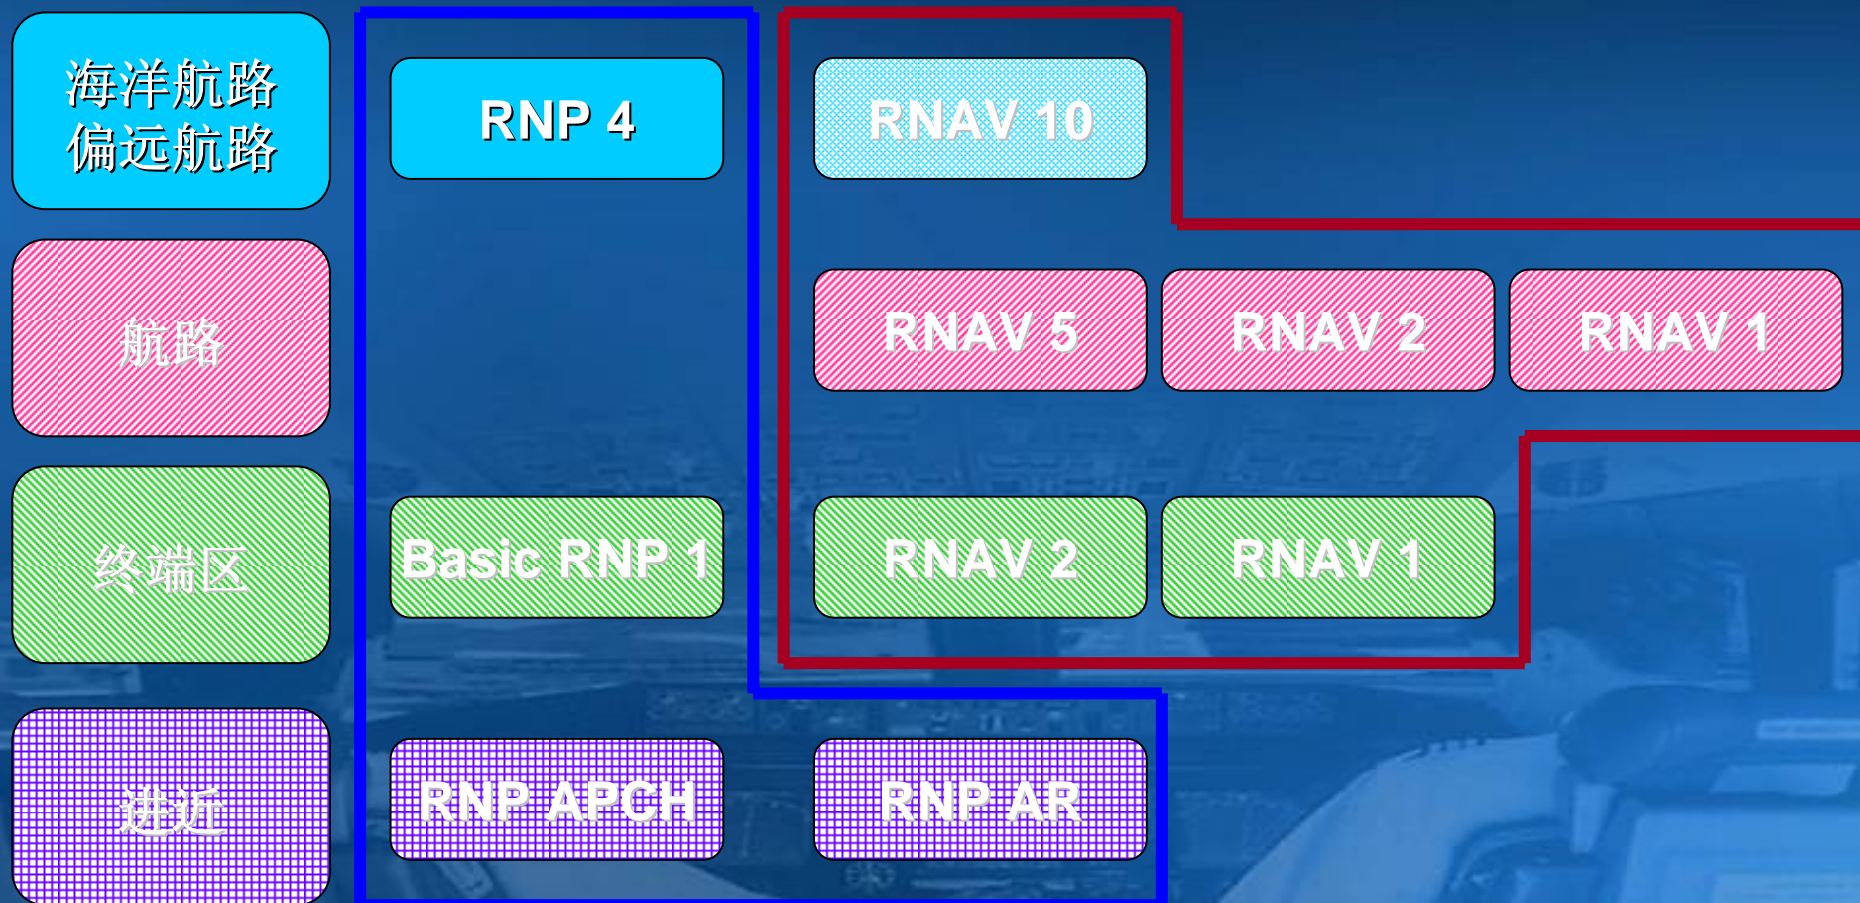 海洋航路
偏远航路
RNP 4
RNAV 10
航路
RNAV 5
RNAV 2
RNAV 1
终端区
Basic RNP 1
RNAV 2
RNAV 1
进近
RNP APCH
RNP AR